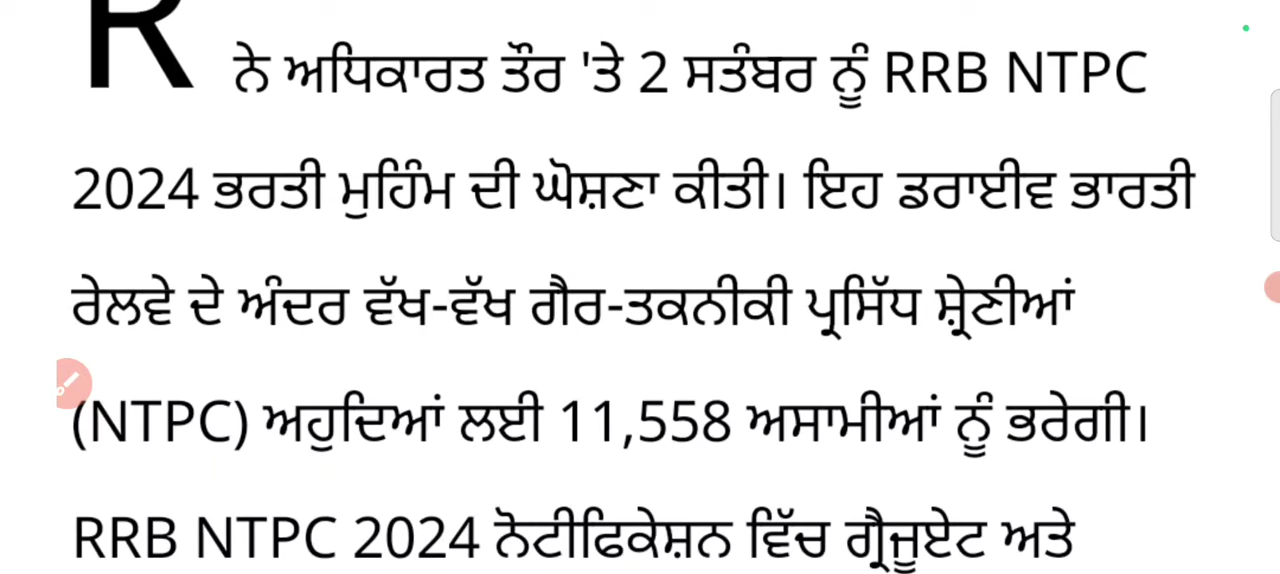 R ਨੇ ਅਧਿਕਾਰਤ ਤੌਰ 'ਤੇ 2 ਸਤੰਬਰ ਨੂੰ RRB NTPC
2024 ਭਰਤੀ ਮੁਹਿੰਮ ਦੀ ਘੋਸ਼ਣਾ ਕੀਤੀ। ਇਹ ਡਰਾਈਵ ਭਾਰਤੀ
ਰੇਲਵੇ ਦੇ ਅੰਦਰ ਵੱਖ-ਵੱਖ ਗੈਰ-ਤਕਨੀਕੀ ਪ੍ਰਸਿੱਧ ਸ਼੍ਰੇਣੀਆਂ
(NTPC) ਅਹੁਦਿਆਂ ਲਈ 11,558 ਅਸਾਮੀਆਂ ਨੂੰ ਭਰੇਗੀ।
RRB NTPC 2024 ਨੋਟੀਫਿਕੇਸ਼ਨ ਵਿੱਚ ਗ੍ਰੈਜੂਏਟ ਅਤੇ